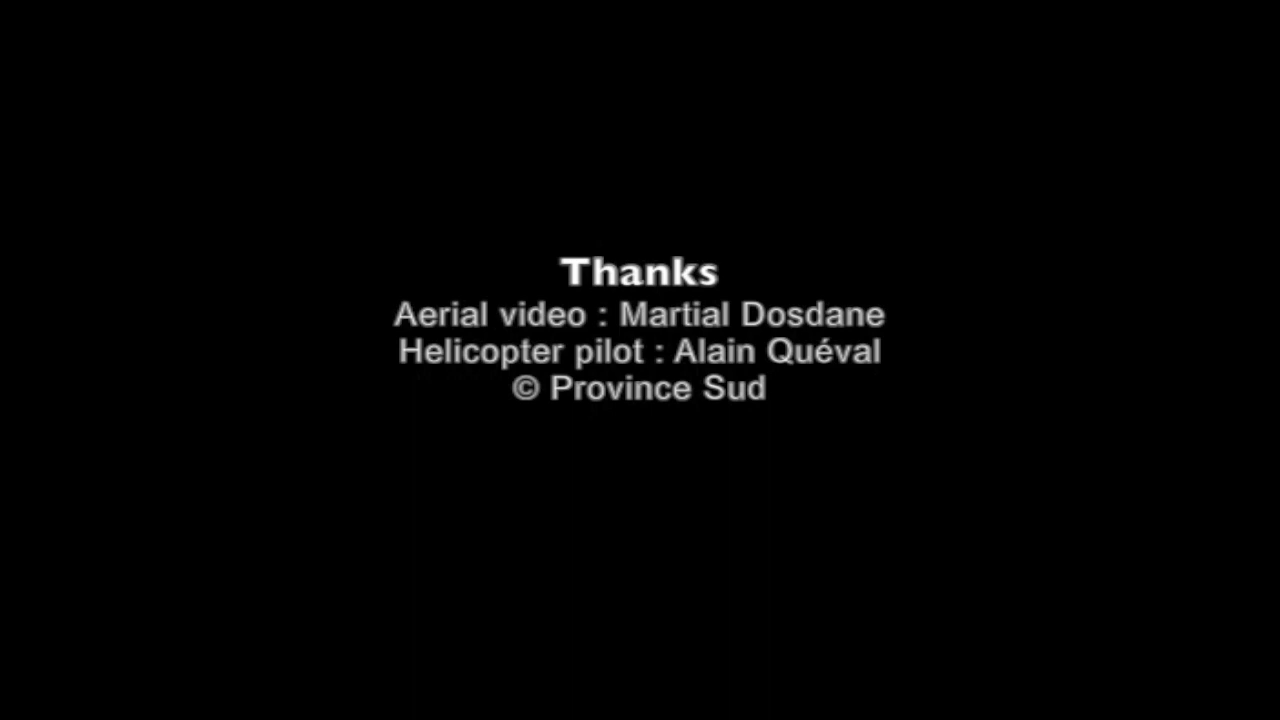 Thanks
Aerial video : Martial Dosdane
Helicopter pilot : Alain Quéval
© Province Sud